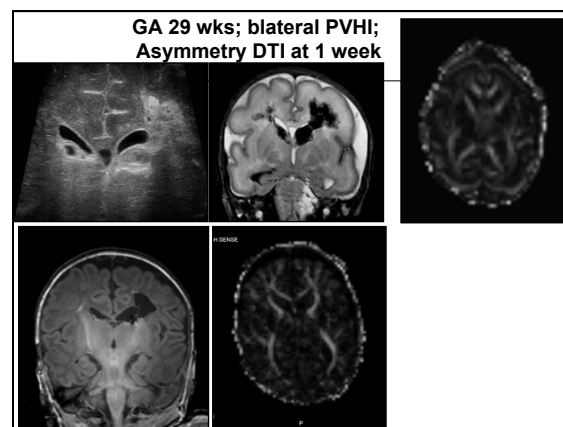 GA 29 wks; blateral PVHI;
Asymmetry DTI at 1 week
H SENSE
P